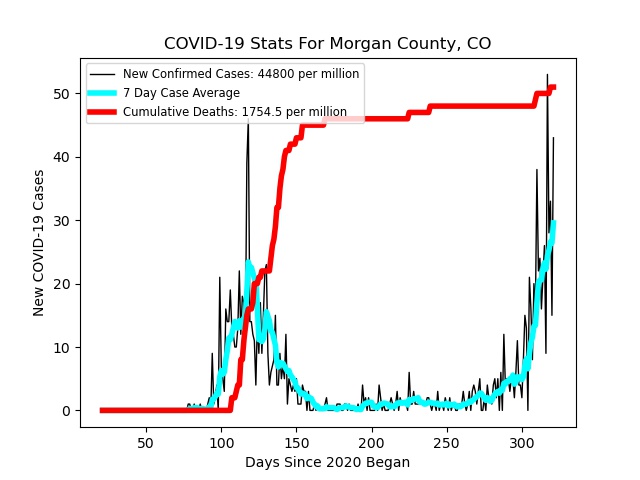 COVID-19 Stats For Morgan County, CO
New Confirmed Cases: 44800 per million
7 Day Case Average
Cumulative Deaths: 1754.5 per million
New COVID-19 Cases
50
40
30
20
10
0
50 100 150 200 250 300
Days Since 2020 Began